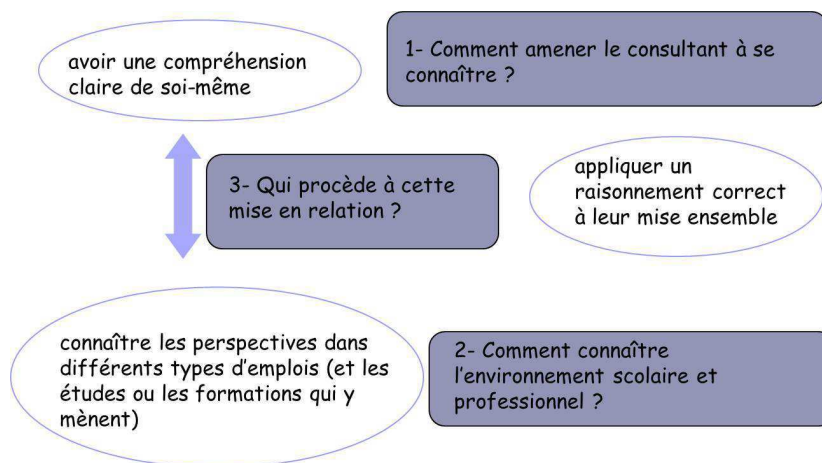 avoir une compréhension
claire de soi-même
1- Comment amener le consultant à se
connaître ?
3- Qui procède à cette
mise en relation ?
appliquer un
raisonnement correct
à leur mise ensemble
connaître les perspectives dans
différents types d'emplois (et les
études ou les formations qui y
mènent)
2- Comment connaître
l'environnement scolaire et
professionnel ?